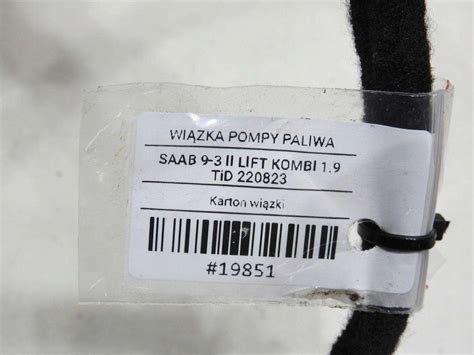 WIĄZKA POMPY PALIWA
SAAB 9-3 II LIFT KOMBI 1.9
TiD 220823
Karton wiązki
#19851